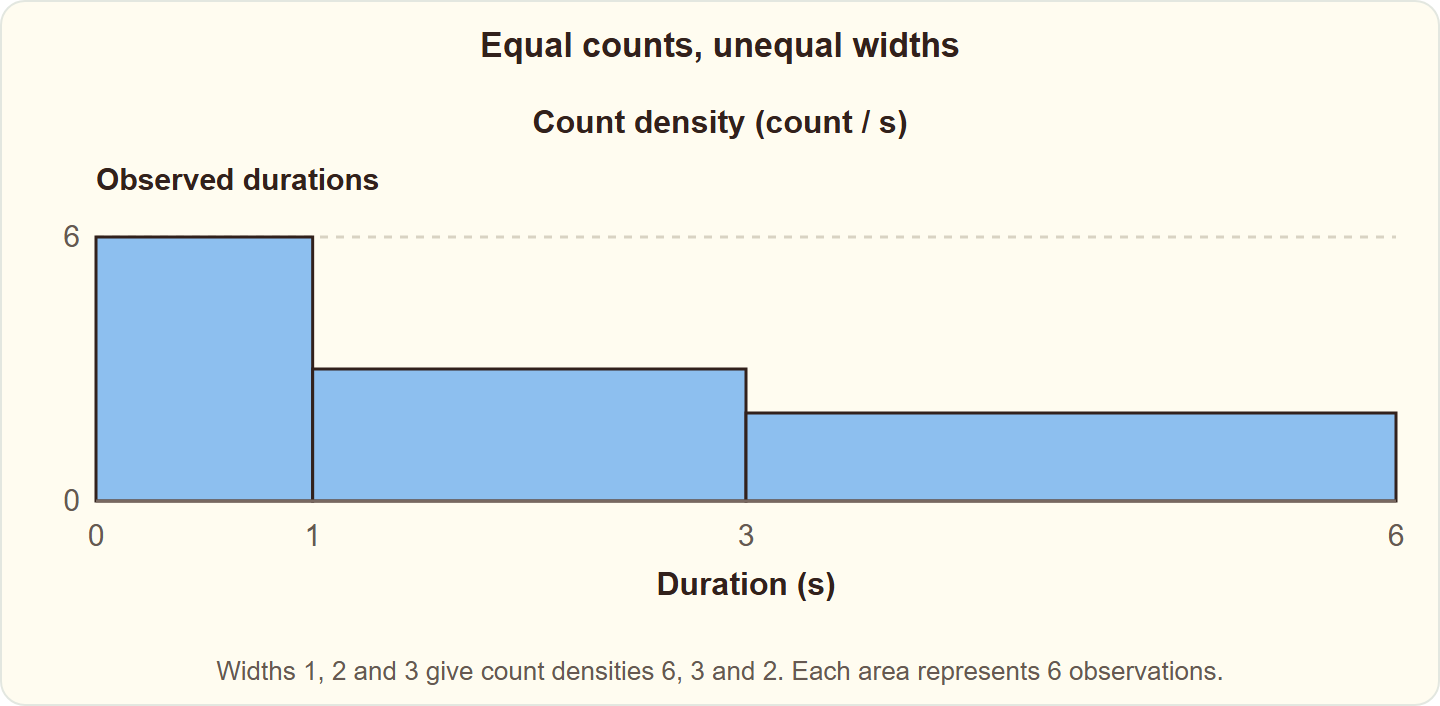 Equal counts, unequal widths
Count density (count / s)
Observed durations
6
0
0 1 3 6
Duration (s)
Widths 1, 2 and 3 give count densities 6, 3 and 2. Each area represents 6 observations.